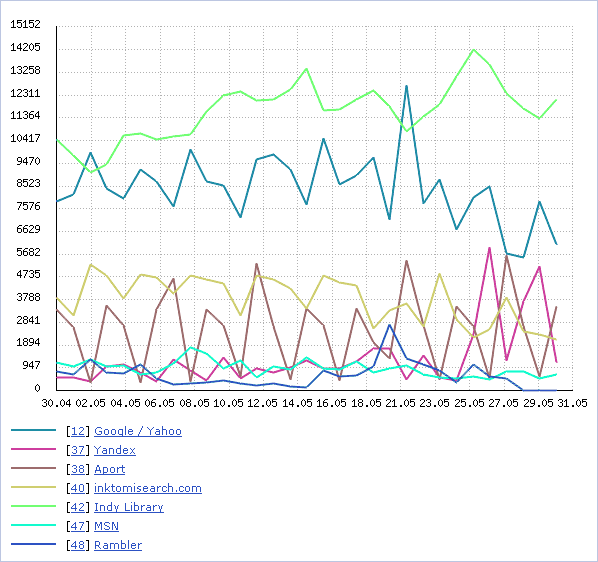 15152
14205
13258
12311
11364
10417
9470
8523
7576
6629
5682
4735
3788
2841
1894
947
0
30.04 02.05 04.05 06.05 08.05 10.05 12.05 14.05 16.05 19.05 21.05 23.05 25.05 27.05 29.05 31.05
[12] Google / Yahoo
[37] Yandex
[38] Aport
[40] inktomisearch.com
[42] Indy Library
[47] MSN
[48] Rambler